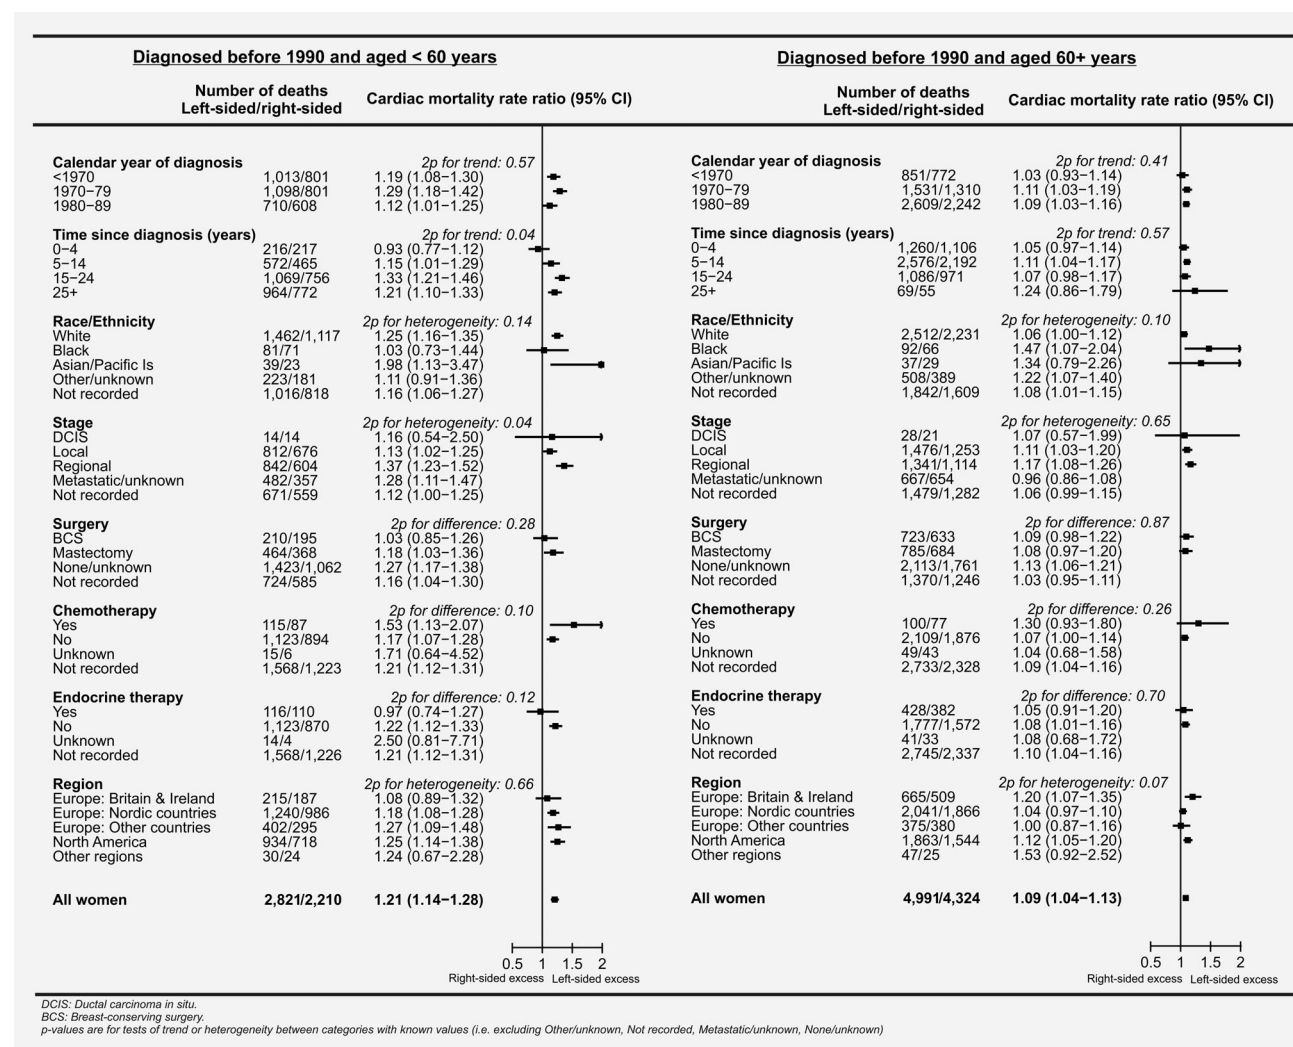 Diagnosed before 1990 and aged < 60 years
Number of deaths
Left-sided/right-sided
Cardiac mortality rate ratio (95% CI)
Calendar year of diagnosis 2p for trend: 0.57
<1970 1,013/801 1.19 (1.08−1.30)
1970−79 1,098/801 1.29 (1.18−1.42)
1980−89 710/608 1.12 (1.01−1.25)
Time since diagnosis (years) 2p for trend: 0.04
0−4 216/217 0.93 (0.77−1.12)
5−14 572/465 1.15 (1.01−1.29)
15−24 1,069/756 1.33 (1.21−1.46)
25+ 964/772 1.21 (1.10−1.33)
Race/Ethnicity 2p for heterogeneity: 0.14
White 1,462/1,117 1.25 (1.16−1.35)
Black 81/71 1.03 (0.73−1.44)
Asian/Pacific Is 39/23 1.98 (1.13−3.47)
Other/unknown 223/181 1.11 (0.91−1.36)
Not recorded 1,016/818 1.16 (1.06−1.27)
Stage 2p for heterogeneity: 0.04
DCIS 14/14 1.16 (0.54−2.50)
Local 812/676 1.13 (1.02−1.25)
Regional 842/604 1.37 (1.23−1.52)
Metastatic/unknown 482/357 1.28 (1.11−1.47)
Not recorded 671/559 1.12 (1.00−1.25)
Surgery 2p for difference: 0.28
BCS 210/195 1.03 (0.85−1.26)
Mastectomy 464/368 1.18 (1.03−1.36)
None/unknown 1,423/1,062 1.27 (1.17−1.38)
Not recorded 724/585 1.16 (1.04−1.30)
Chemotherapy 2p for difference: 0.10
Yes 115/87 1.53 (1.13−2.07)
No 1,123/894 1.17 (1.07−1.28)
Unknown 15/6 1.71 (0.64−4.52)
Not recorded 1,568/1,223 1.21 (1.12−1.31)
Endocrine therapy 2p for difference: 0.12
Yes 116/110 0.97 (0.74−1.27)
No 1,123/870 1.22 (1.12−1.33)
Unknown 14/4 2.50 (0.81−7.71)
Not recorded 1,568/1,226 1.21 (1.12−1.31)
Region 2p for heterogeneity: 0.66
Europe: Britain & Ireland 215/187 1.08 (0.89−1.32)
Europe: Nordic countries 1,240/986 1.18 (1.08−1.28)
Europe: Other countries 402/295 1.27 (1.09−1.48)
North America 934/718 1.25 (1.14−1.38)
Other regions 30/24 1.24 (0.67−2.28)
All women 2,821/2,210 1.21 (1.14−1.28)
0.5 1 1.5 2
Right-sided excess Left-sided excess
Diagnosed before 1990 and aged 60+ years
Number of deaths
Left-sided/right-sided
Cardiac mortality rate ratio (95% CI)
Calendar year of diagnosis 2p for trend: 0.41
<1970 851/772 1.03 (0.93−1.14)
1970−79 1,531/1,310 1.11 (1.03−1.19)
1980−89 2,609/2,242 1.09 (1.03−1.16)
Time since diagnosis (years) 2p for trend: 0.57
0−4 1,260/1,106 1.05 (0.97−1.14)
5−14 2,576/2,192 1.11 (1.04−1.17)
15−24 1,086/971 1.07 (0.98−1.17)
25+ 69/55 1.24 (0.86−1.79)
Race/Ethnicity 2p for heterogeneity: 0.10
White 2,512/2,231 1.06 (1.00−1.12)
Black 92/66 1.47 (1.07−2.04)
Asian/Pacific Is 37/29 1.34 (0.79−2.26)
Other/unknown 508/389 1.22 (1.07−1.40)
Not recorded 1,842/1,609 1.08 (1.01−1.15)
Stage 2p for heterogeneity: 0.65
DCIS 28/21 1.07 (0.57−1.99)
Local 1,476/1,253 1.11 (1.03−1.20)
Regional 1,341/1,114 1.17 (1.08−1.26)
Metastatic/unknown 667/654 0.96 (0.86−1.08)
Not recorded 1,479/1,282 1.06 (0.99−1.15)
Surgery 2p for difference: 0.87
BCS 723/633 1.09 (0.98−1.22)
Mastectomy 785/684 1.08 (0.97−1.20)
None/unknown 2,113/1,761 1.13 (1.06−1.21)
Not recorded 1,370/1,246 1.03 (0.95−1.11)
Chemotherapy 2p for difference: 0.26
Yes 100/77 1.30 (0.93−1.80)
No 2,109/1,876 1.07 (1.00−1.14)
Unknown 49/43 1.04 (0.68−1.58)
Not recorded 2,733/2,328 1.09 (1.04−1.16)
Endocrine therapy 2p for difference: 0.70
Yes 428/382 1.05 (0.91−1.20)
No 1,777/1,572 1.08 (1.01−1.16)
Unknown 41/33 1.08 (0.68−1.72)
Not recorded 2,745/2,337 1.10 (1.04−1.16)
Region 2p for heterogeneity: 0.07
Europe: Britain & Ireland 665/509 1.20 (1.07−1.35)
Europe: Nordic countries 2,041/1,866 1.04 (0.97−1.10)
Europe: Other countries 375/380 1.00 (0.87−1.16)
North America 1,863/1,544 1.12 (1.05−1.20)
Other regions 47/25 1.53 (0.92−2.52)
All women 4,991/4,324 1.09 (1.04−1.13)
0.5 1 1.5 2
Right-sided excess Left-sided excess
DCIS: Ductal carcinoma in situ.
BCS: Breast-conserving surgery.
p-values are for tests of trend or heterogeneity between categories with known values (i.e. excluding Other/unknown, Not recorded, Metastatic/unknown, None/unknown)